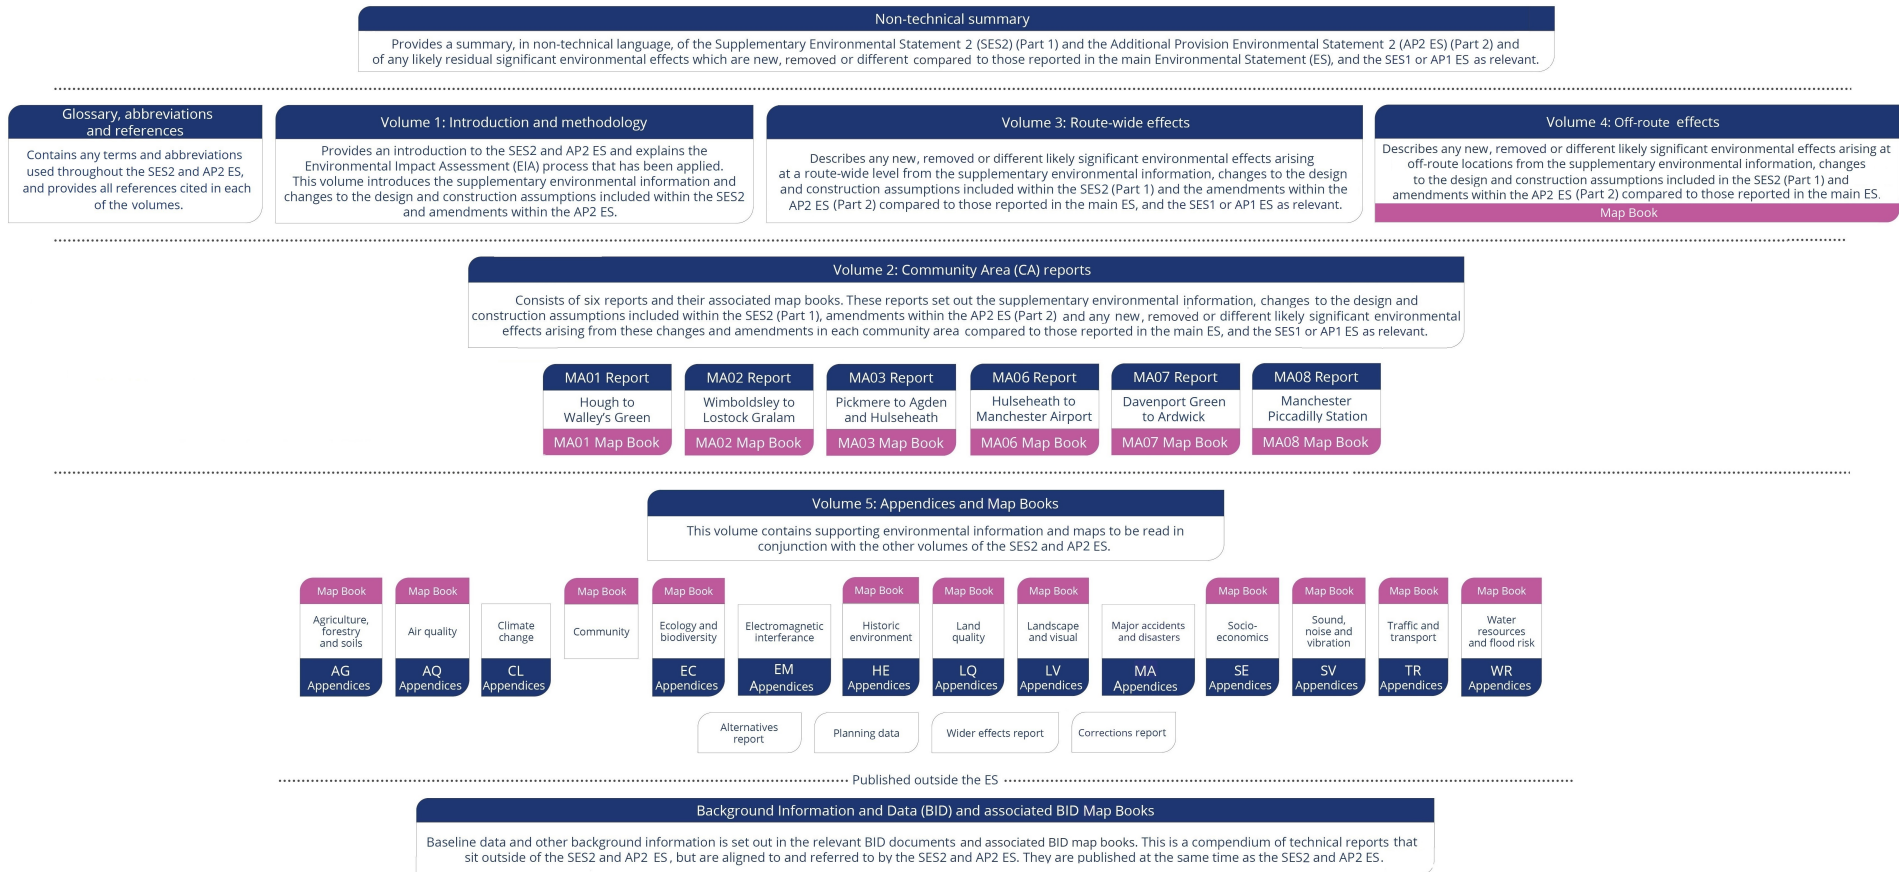 Non-technical summary
Provides a summary, in non-technical language, of the Supplementary Environmental Statement 2 (SES2) (Part 1) and the Additional Provision Environmental Statement 2 (AP2 ES) (Part 2) and
of any likely residual significant environmental effects which are new, removed or different compared to those reported in the main Environmental Statement (ES), and the SES1 or AP1 ES as relevant.
Glossary, abbreviations
and references
Contains any terms and abbreviations
used throughout the SES2 and AP2 ES,
and provides all references cited in each
of the volumes.
Volume 1: Introduction and methodology
Provides an introduction to the SES2 and AP2 ES and explains the
Environmental Impact Assessment (EIA) process that has been applied.
This volume introduces the supplementary environmental information and
changes to the design and construction assumptions included within the SES2
and amendments within the AP2 ES.
Volume 3: Route-wide effects
Describes any new, removed or different likely significant environmental effects arising
at a route-wide level from the supplementary environmental information, changes to the design
and construction assumptions included within the SES2 (Part 1) and the amendments within the
AP2 ES (Part 2) compared to those reported in the main ES, and the SES1 or AP1 ES as relevant.
Volume 4: Off-route effects
Describes any new, removed or different likely significant environmental effects arising at
off-route locations from the supplementary environmental information, changes
to the design and construction assumptions included in the SES2 (Part 1) and
amendments within the AP2 ES (Part 2) compared to those reported in the main ES.
Map Book
Volume 2: Community Area (CA) reports
Consists of six reports and their associated map books. These reports set out the supplementary environmental information, changes to the design and
construction assumptions included within the SES2 (Part 1), amendments within the AP2 ES (Part 2) and any new, removed or different likely significant environmental
effects arising from these changes and amendments in each community area compared to those reported in the main ES, and the SES1 or AP1 ES as relevant.
MA01 Report
Hough to
Walley's Green
MA01 Map Book
MA02 Report
Wimboldsley to
Lostock Gralam
MA02 Map Book
MA03 Report
Pickmere to Agden
and Hulseheath
MA03 Map Book
MA06 Report
Hulseheath to
Manchester Airport
MA06 Map Book
MA07 Report
Davenport Green
to Ardwick
MA07 Map Book
MA08 Report
Manchester
Piccadilly Station
MA08 Map Book
Volume 5: Appendices and Map Books
This volume contains supporting environmental information and maps to be read in
conjunction with the other volumes of the SES2 and AP2 ES.
Map Book
Agriculture,
forestry
and soils
AG
Appendices
Map Book
Air quality
AQ
Appendices
Climate
change
CL
Appendices
Map Book
Community
Map Book
Ecology and
biodiversity
EC
Appendices
Electromagnetic
interferance
EM
Appendices
Map Book
Historic
environment
HE
Appendices
Map Book
Land
quality
LQ
Appendices
Map Book
Landscape
and visual
LV
Appendices
Major accidents
and disasters
MA
Appendices
Map Book
Socio-
economics
SE
Appendices
Map Book
Sound,
noise and
vibration
SV
Appendices
Map Book
Traffic and
transport
TR
Appendices
Map Book
Water
resources
and flood risk
WR
Appendices
Alternatives
report
Planning data
Wider effects report
Corrections report
Published outside the ES
Background Information and Data (BID) and associated BID Map Books
Baseline data and other background information is set out in the relevant BID documents and associated BID map books. This is a compendium of technical reports that
sit outside of the SES2 and AP2 ES, but are aligned to and referred to by the SES2 and AP2 ES. They are published at the same time as the SES2 and AP2 ES.